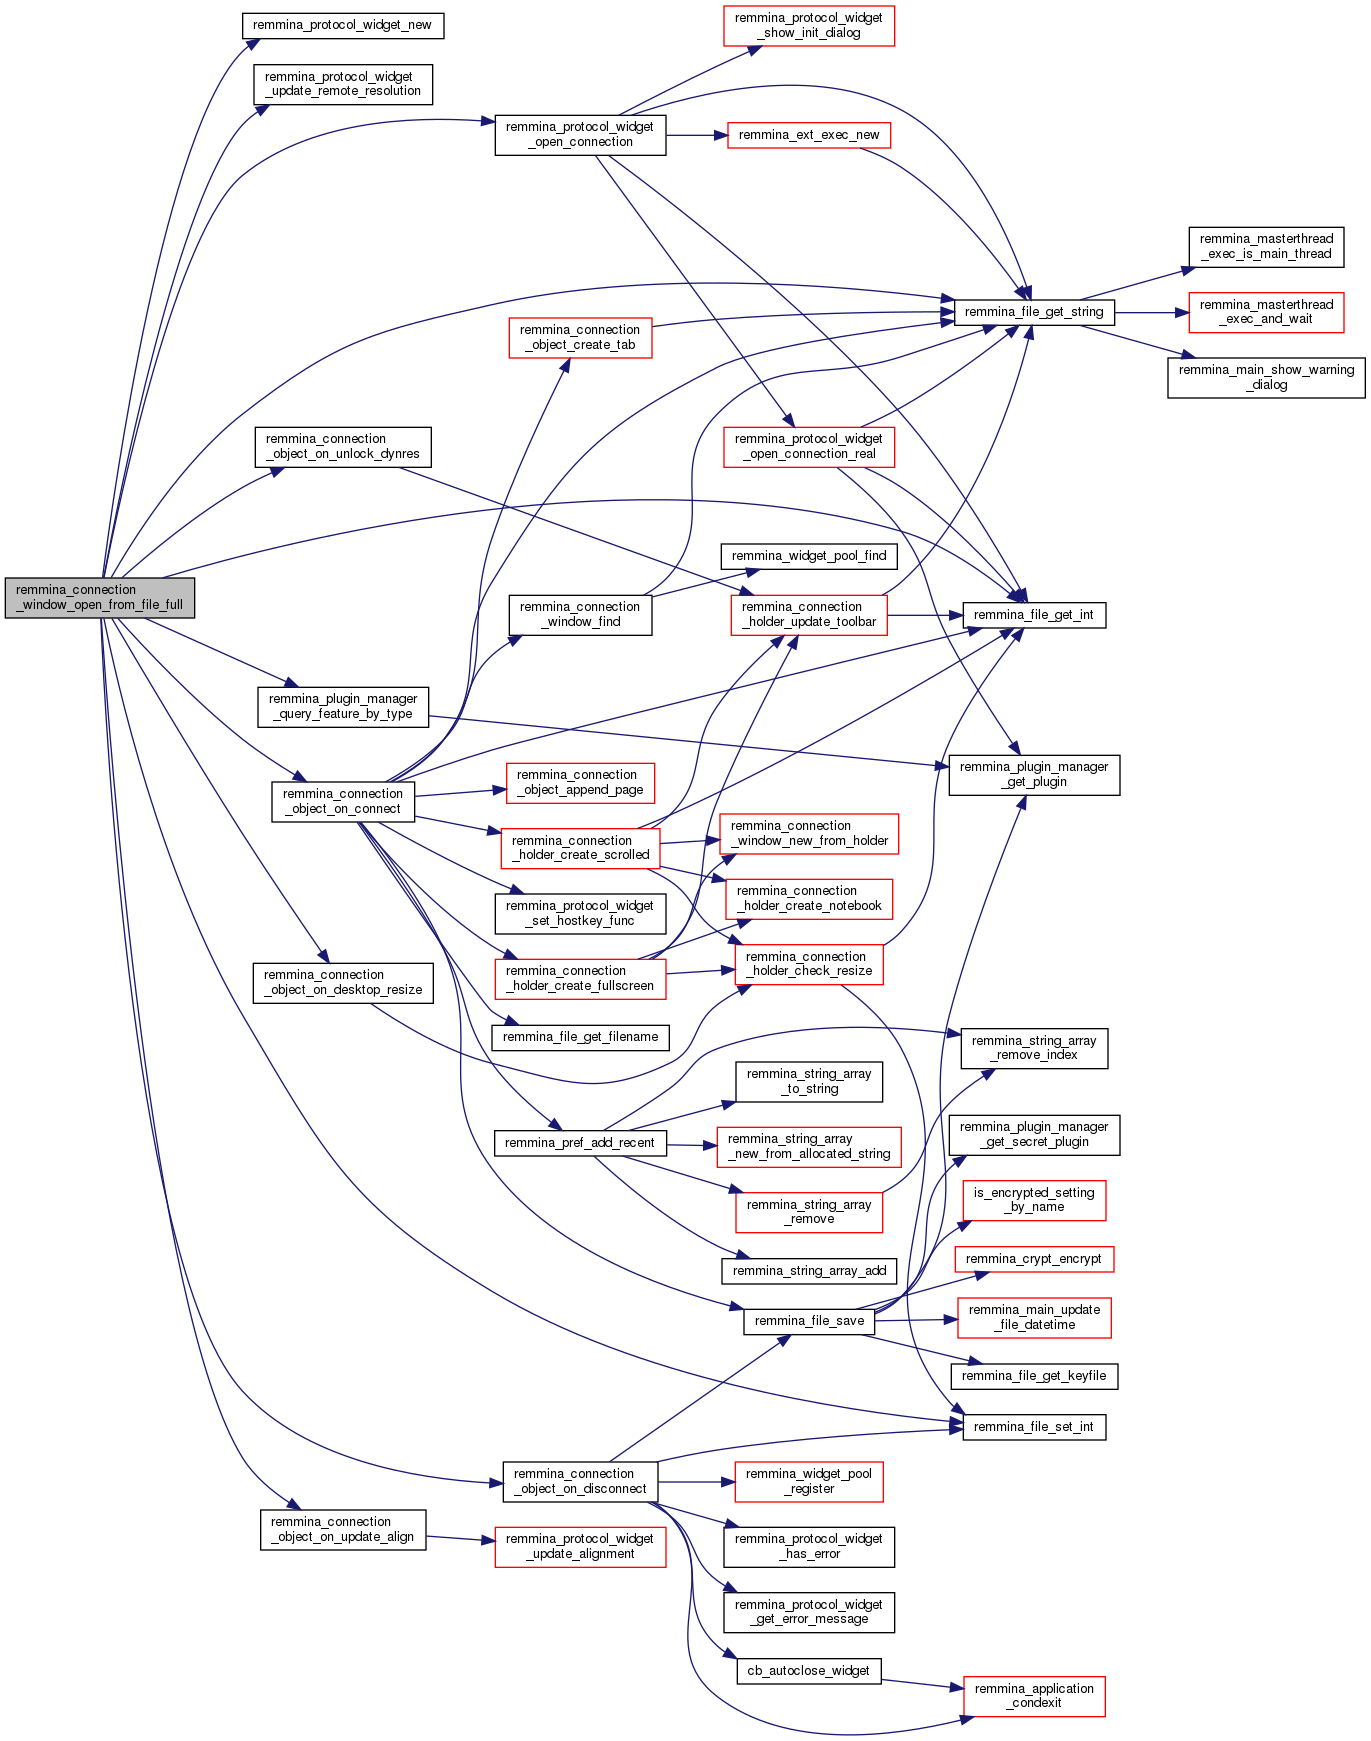 remmina_protocol_widget_new
remmina_protocol_widget
_update_remote_resolution
remmina_protocol_widget
_open_connection
remmina_protocol_widget
_show_init_dialog
remmina_ext_exec_new
remmina_masterthread
_exec_is_main_thread
remmina_file_get_string
remmina_masterthread
_exec_and_wait
remmina_main_show_warning
_dialog
remmina_connection
_object_create_tab
remmina_connection
_object_on_unlock_dynres
remmina_protocol_widget
_open_connection_real
remmina_widget_pool_find
remmina_connection
_window_open_from_file_full
remmina_connection
_window_find
remmina_connection
_holder_update_toolbar
remmina_file_get_int
remmina_plugin_manager
_query_feature_by_type
remmina_plugin_manager
_get_plugin
remmina_connection
_object_on_connect
remmina_connection
_object_append_page
remmina_connection
_holder_create_scrolled
remmina_connection
_window_new_from_holder
remmina_protocol_widget
_set_hostkey_func
remmina_connection
_holder_create_notebook
remmina_connection
_object_on_desktop_resize
remmina_connection
_holder_create_fullscreen
remmina_connection
_holder_check_resize
remmina_file_get_filename
remmina_string_array
_remove_index
remmina_string_array
_to_string
remmina_pref_add_recent
remmina_string_array
_new_from_allocated_string
remmina_plugin_manager
_get_secret_plugin
remmina_string_array
_remove
is_encrypted_setting
_by_name
remmina_string_array_add
remmina_crypt_encrypt
remmina_file_save
remmina_main_update
_file_datetime
remmina_file_get_keyfile
remmina_file_set_int
remmina_connection
_object_on_disconnect
remmina_widget_pool
_register
remmina_connection
_object_on_update_align
remmina_protocol_widget
_update_alignment
remmina_protocol_widget
_has_error
remmina_protocol_widget
_get_error_message
cb_autoclose_widget
remmina_application
_condexit